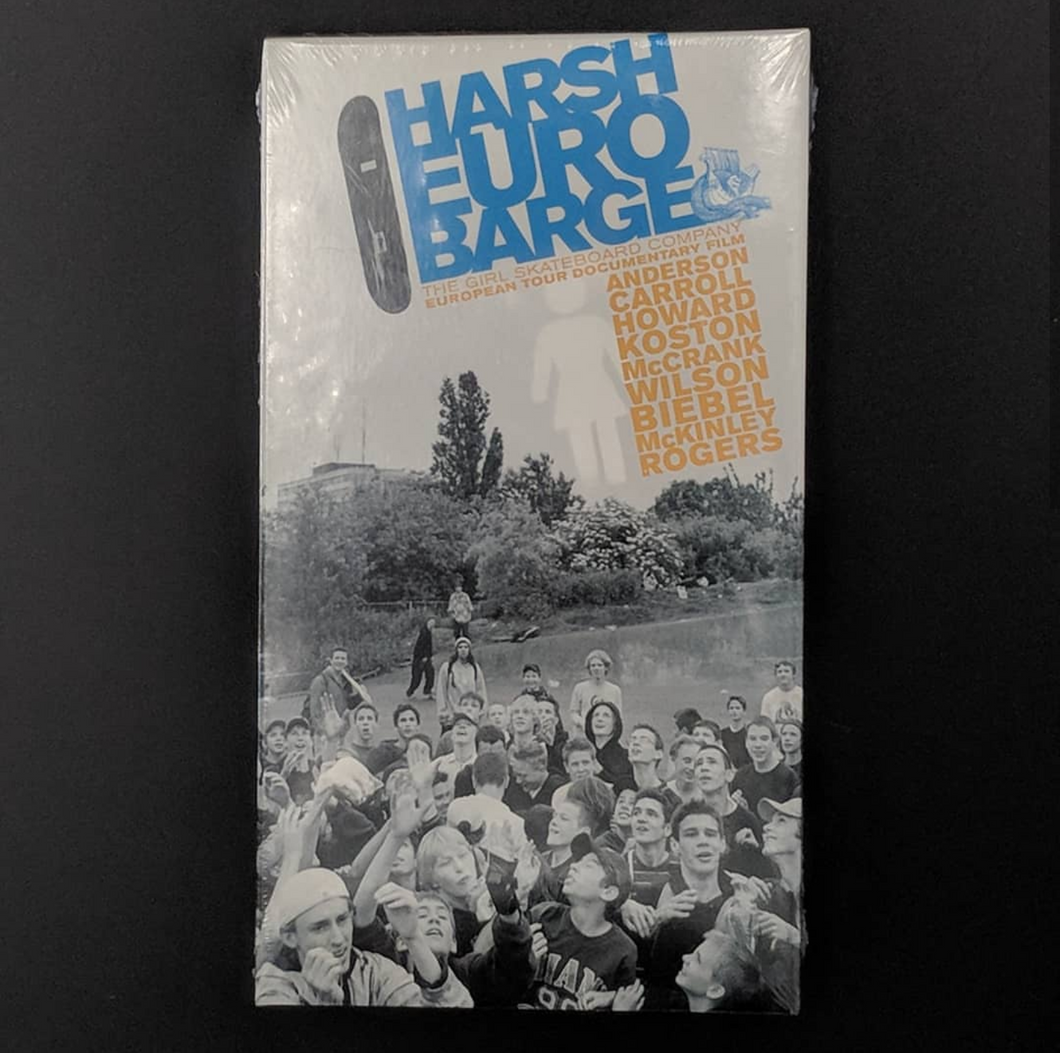 HARSH
EURO
BARGE
THE GIRL SKATEBOARD COMPANY
EUROPEAN TOUR DOCUMENTARY FILM
ANDERSON
CARROLL
HOWARD
KOSTON
McCRANK
WILSON
BIEBEL
McKINLEY
ROGERS